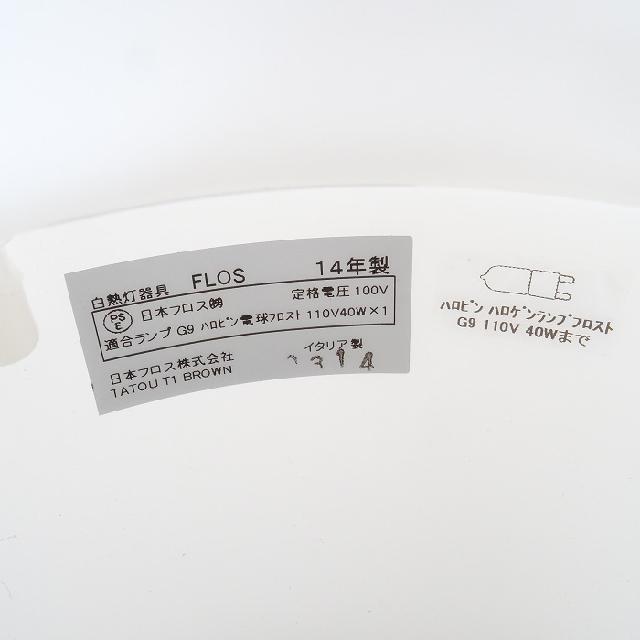 白熱灯器具 FLOS 14年製
PS E 日本フロス㈱ 定格電圧 100V
適合ランプ G9 ハロピン電球フロスト 110V40W×1
日本フロス株式会社 イタリア製
TATOU T1 BROWN
ハロピン ハロゲンランプフロスト
G9 110V 40Wまで